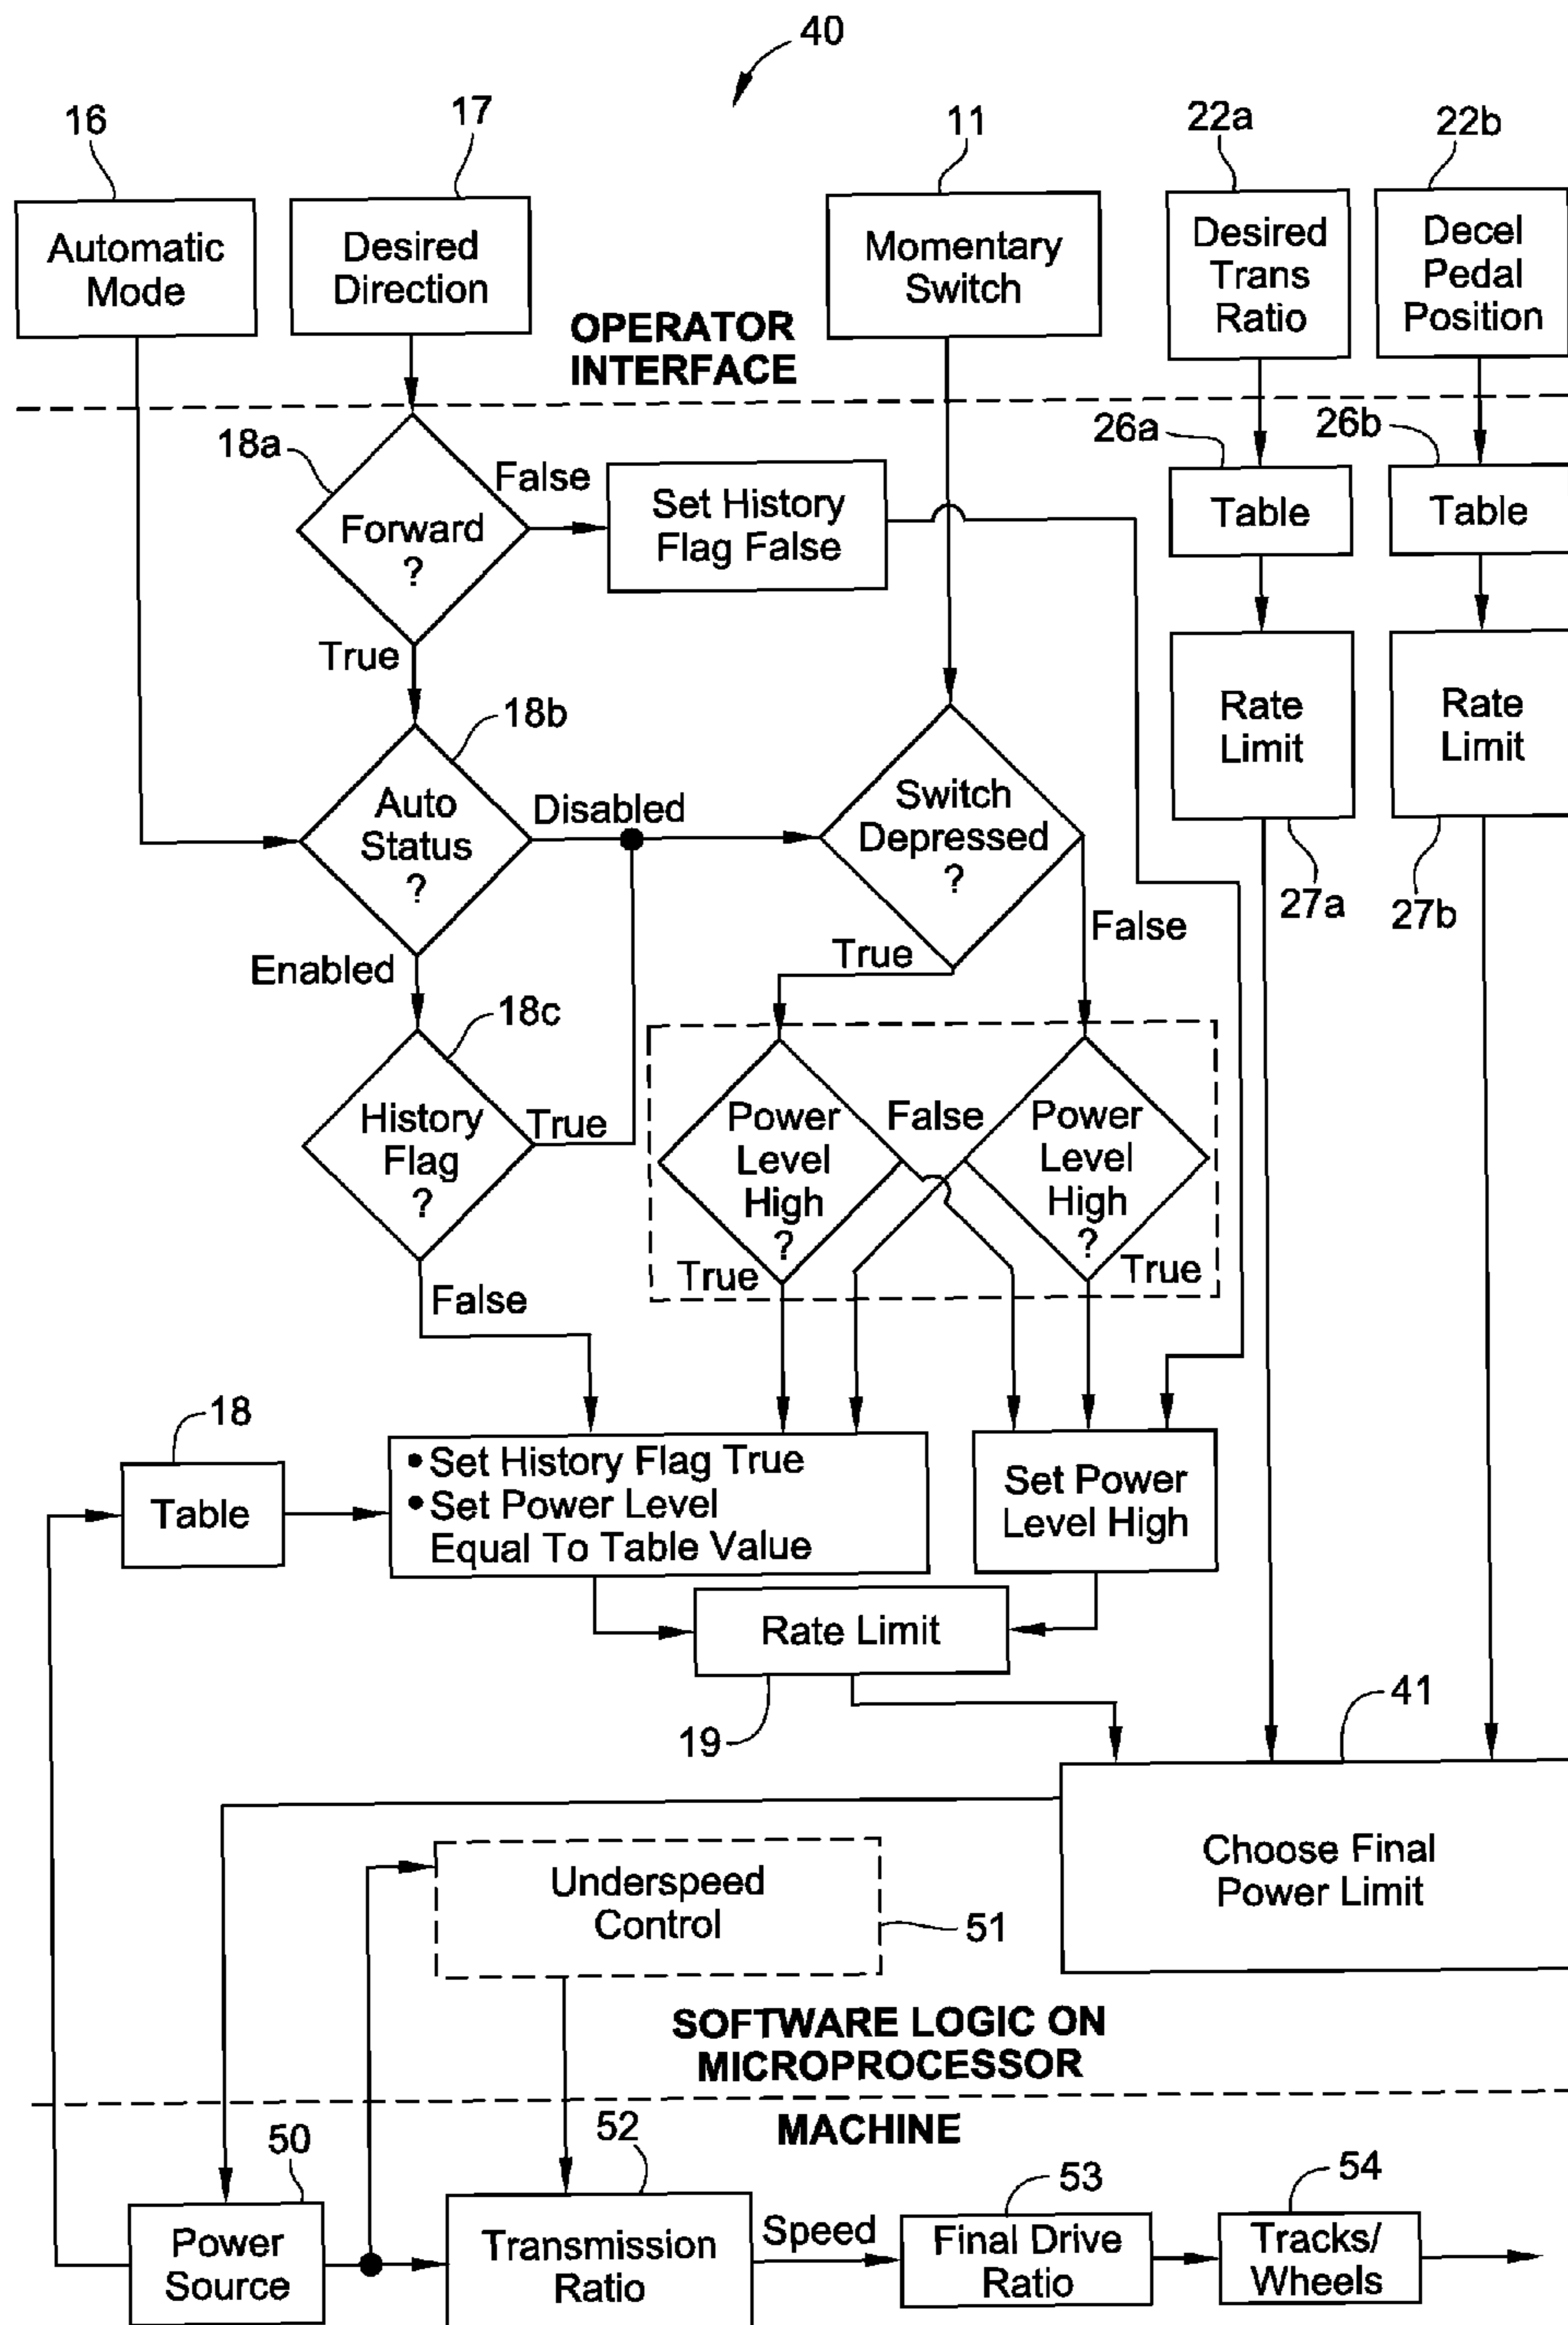 40
16
17
11
22a
22b
Automatic
Mode
Desired
Direction
Momentary
Switch
Desired
Trans
Ratio
Decel
Pedal
Position
OPERATOR
INTERFACE
18a
False
Forward
?
Set History
Flag False
26a
Table
26b
Table
True
18b
Auto
Status
?
Disabled
Switch
Depressed
?
Rate
Limit
Rate
Limit
27a
27b
Enabled
True
False
18c
History
Flag
?
True
Power
Level
High
?
False
Power
Level
High
?
True
True
False
18
Table
• Set History Flag True
• Set Power Level
Equal To Table Value
Set Power
Level High
Rate Limit
19
41
Choose Final
Power Limit
Underspeed
Control
51
SOFTWARE LOGIC ON
MICROPROCESSOR
MACHINE
50
52
53
54
Power
Source
Transmission
Ratio
Speed
Final Drive
Ratio
Tracks/
Wheels